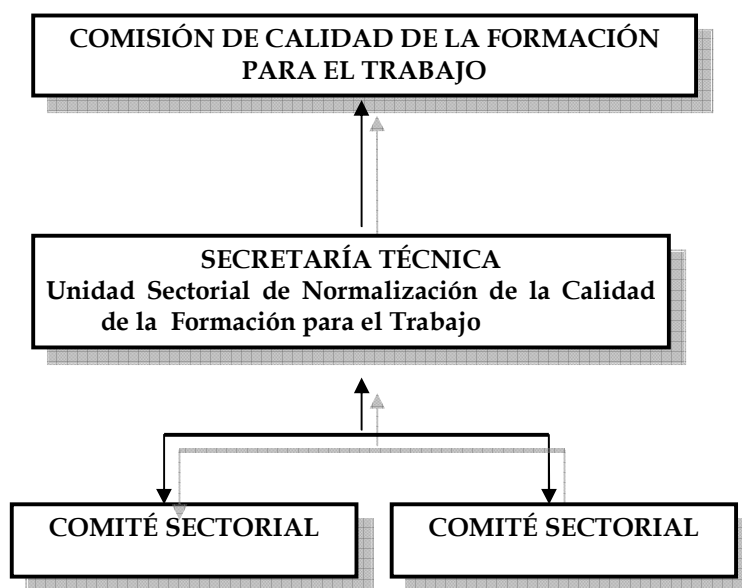 COMISIÓN DE CALIDAD DE LA FORMACIÓN
PARA EL TRABAJO
SECRETARÍA TÉCNICA
Unidad Sectorial de Normalización de la Calidad
de la Formación para el Trabajo
COMITÉ SECTORIAL
COMITÉ SECTORIAL